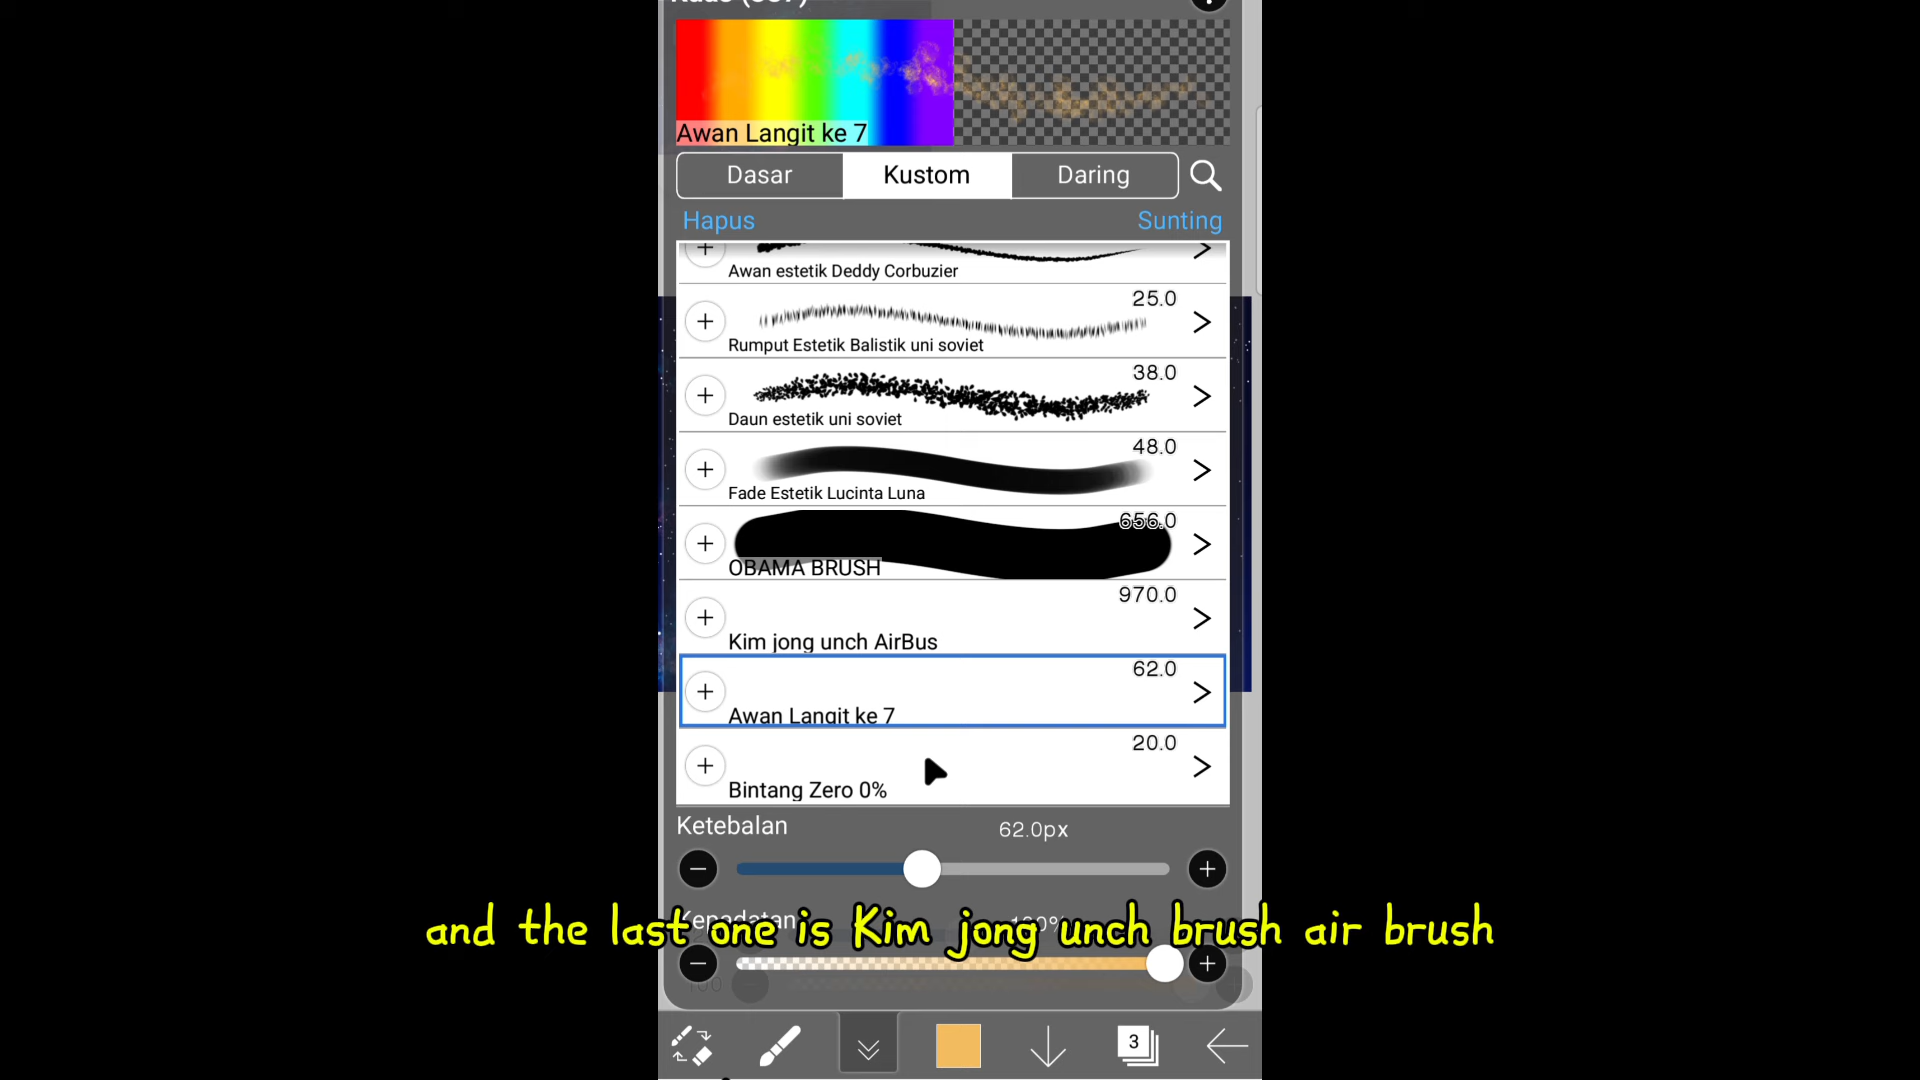 Awan Langit ke 7
Dasar
Kustom
Daring
Hapus
Sunting
Awan estetik Deddy Corbuzier
25.0
Rumput Estetik Balistik uni soviet
38.0
Daun estetik uni soviet
48.0
Fade Estetik Lucinta Luna
656.0
OBAMA BRUSH
970.0
Kim jong unch AirBus
62.0
Awan Langit ke 7
20.0
Bintang Zero 0%
Ketebalan
62.0px
Kepadatan
100%
and the last one is Kim jong unch brush air brush
100
3